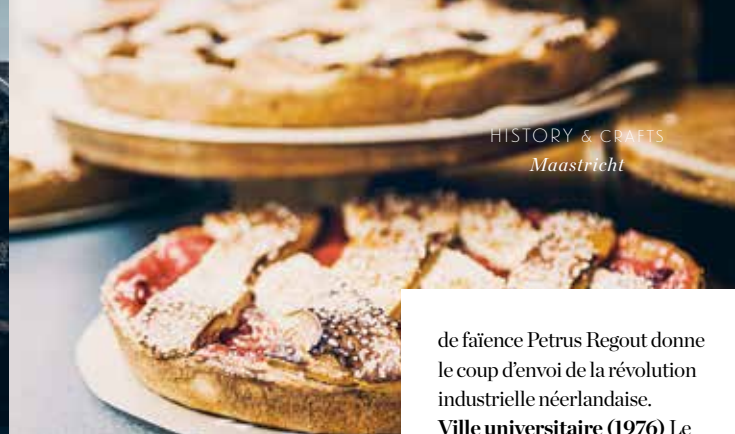 HISTORY & CRAFTS
Maastricht
de faïence Petrus Regout donne
le coup d’envoi de la révolution
industrielle néerlandaise.
Ville universitaire (1976) Le